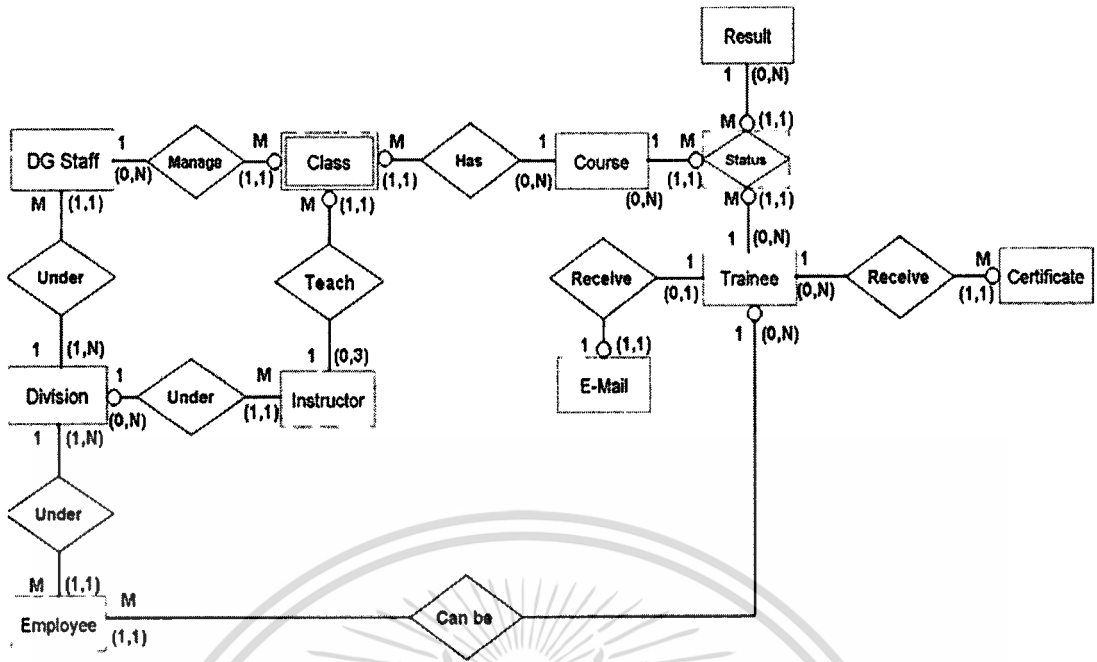 Result
1 (0,N)
M (1,1)
1 M M 1 1 M
DG Staff Manage Class Has Course Status
(0,N) (1,1) (1,1) (0,N) (0,N) (1,1)
M (1,1)
M (1,1)
M (1,1)
1 (0,N)
Under
Teach
Receive 1 Trainee 1 Receive M Certificate
(0,1) (0,N) (1,1)
1 (1,N)
1 (0,3)
1 (1,1)
1 (0,N)
E-Mail
Division 1 Under M Instructor
(0,N) (1,1)
1 (1,N)
Under
M (1,1)
Employee M Can be
(1,1)